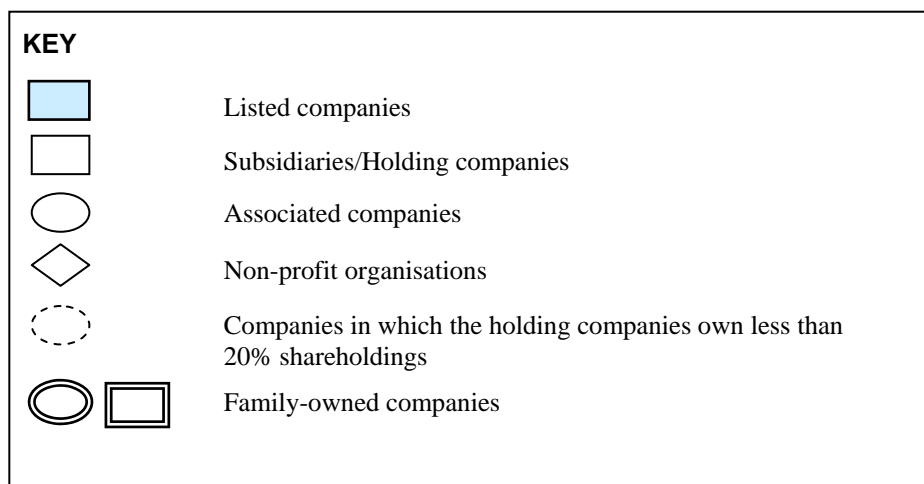 KEY
Listed companies
Subsidiaries/Holding companies
Associated companies
Non-profit organisations
Companies in which the holding companies own less than
20% shareholdings
Family-owned companies